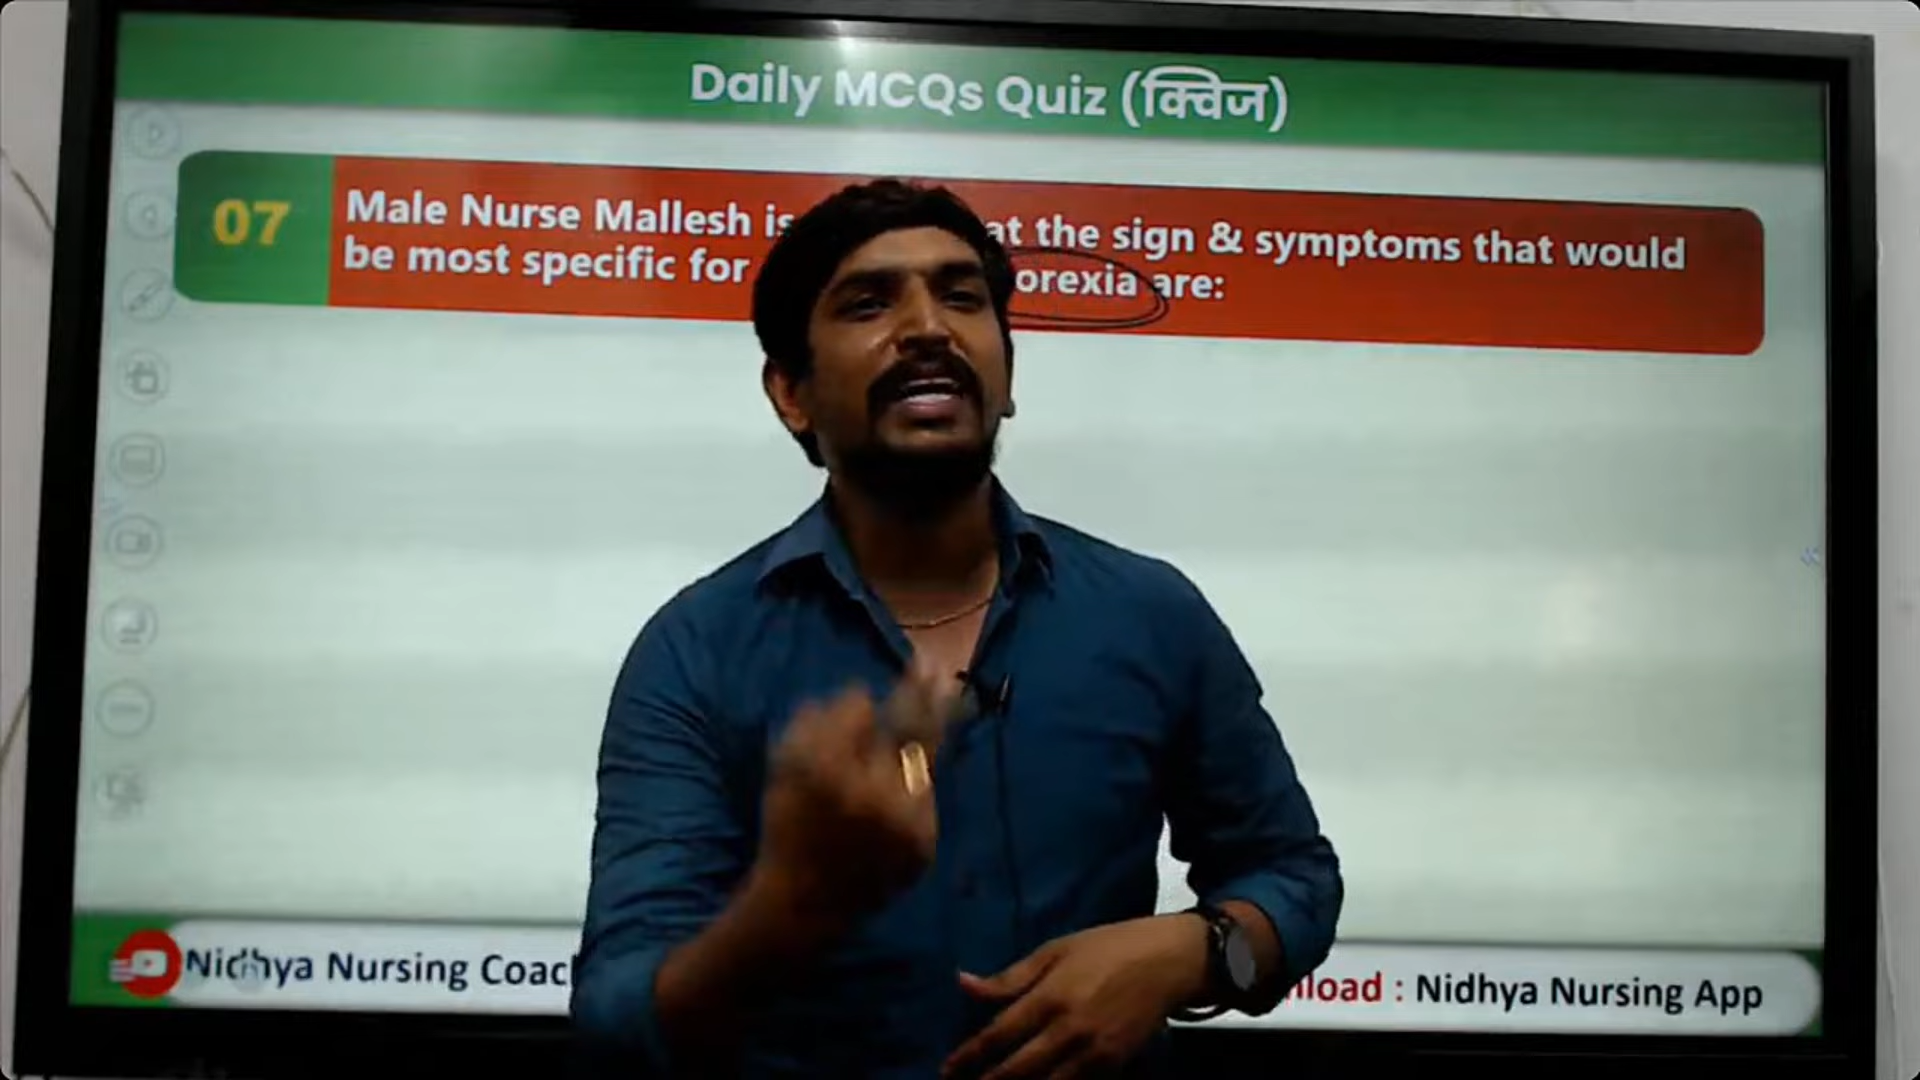 Daily MCQs Quiz (क्विज)
07
Male Nurse Mallesh is at the sign & symptoms that would
be most specific for orexia are:
Nidhya Nursing Coac
nload : Nidhya Nursing App